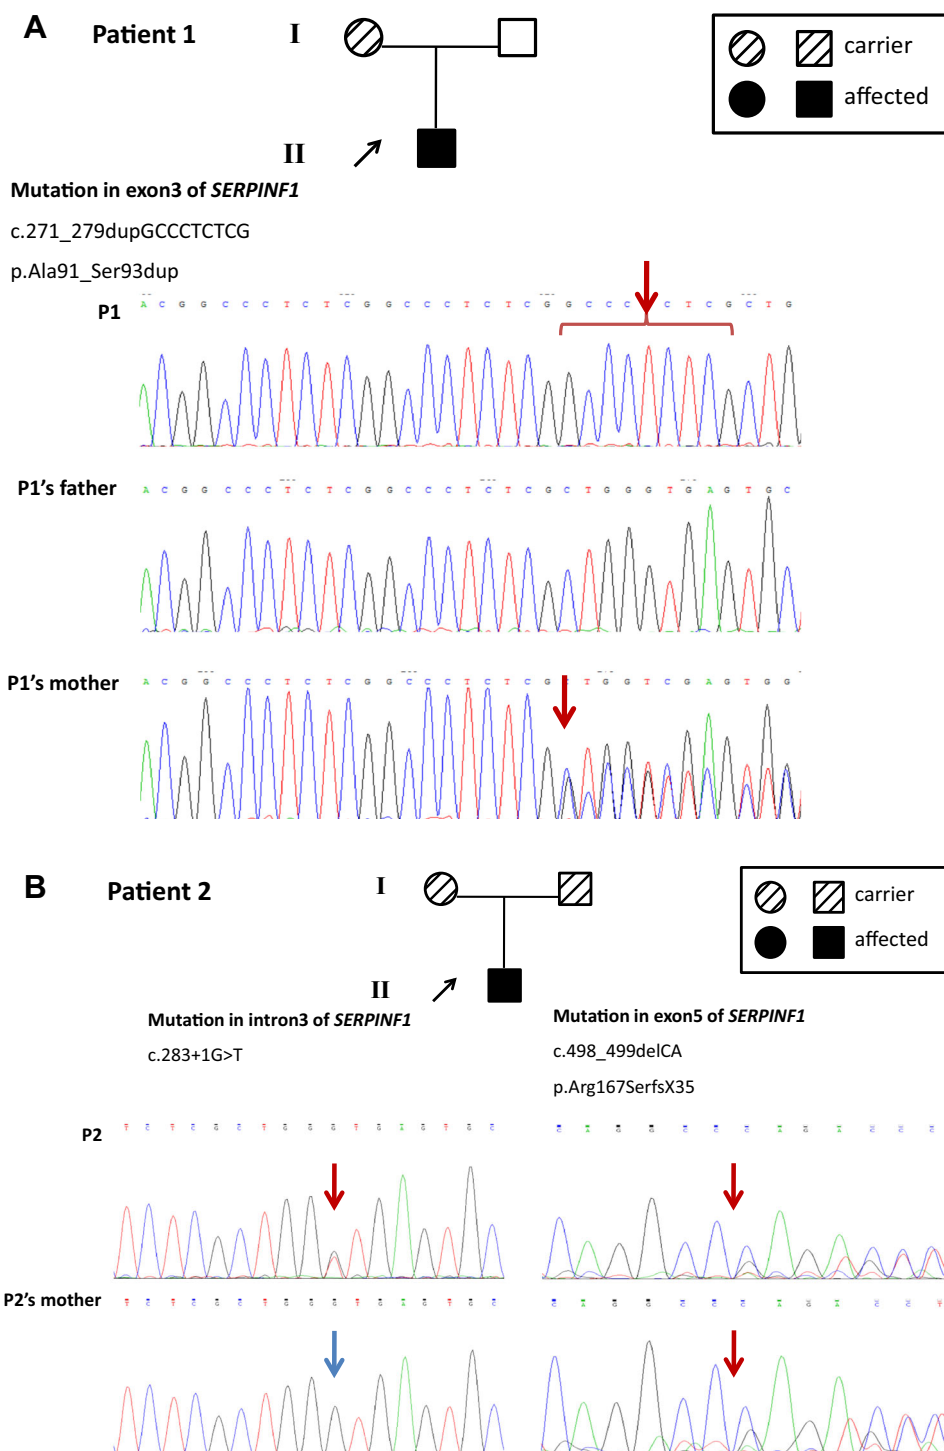 A Patient 1 I carrier
affected
II
Mutation in exon3 of SERPINF1
c.271_279dupGCCCTCTCG
p.Ala91_Ser93dup
P1 A C G G C C C T C T C G G C C C T C T C G G C C C C T C G C T G
P1's father A C G G C C C T C T C G G C C C T C T C G C T G G G T G A G T G C
P1's mother A C G G C C C T C T C G G C C C T C T C G T G G T C G A G T G G
B Patient 2 I carrier
affected
II
Mutation in intron3 of SERPINF1
c.283+1G>T
Mutation in exon5 of SERPINF1
c.498_499delCA
p.Arg167SerfsX35
P2 T C T C G C T G G G T G A G T G C C A G G C C C A G A C C C
P2's mother T C T C G C T G G G T G A G T G C C A G G C C C A G A C C T